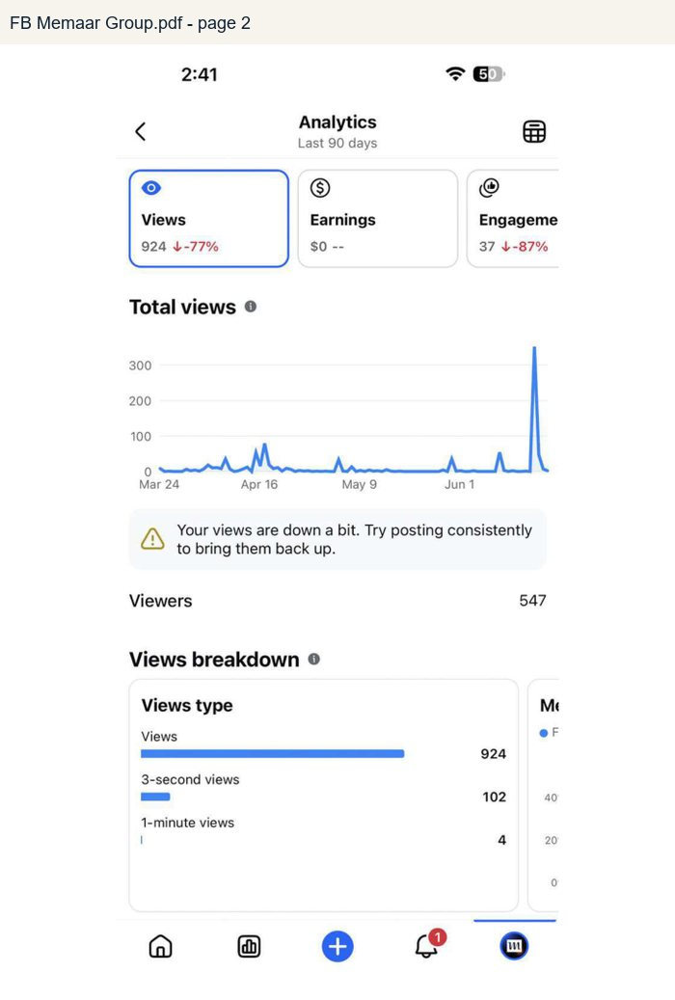 FB Memaar Group.pdf - page 2
2:41
50
Analytics
Last 90 days
Views
924 ↓-77%
Earnings
$0 --
Engageme
37 ↓-87%
Total views
300
200
100
0
Mar 24
Apr 16
May 9
Jun 1
Your views are down a bit. Try posting consistently
to bring them back up.
Viewers
547
Views breakdown
Views type
Views
924
3-second views
102
1-minute views
4
Me
F
40
20
0
1